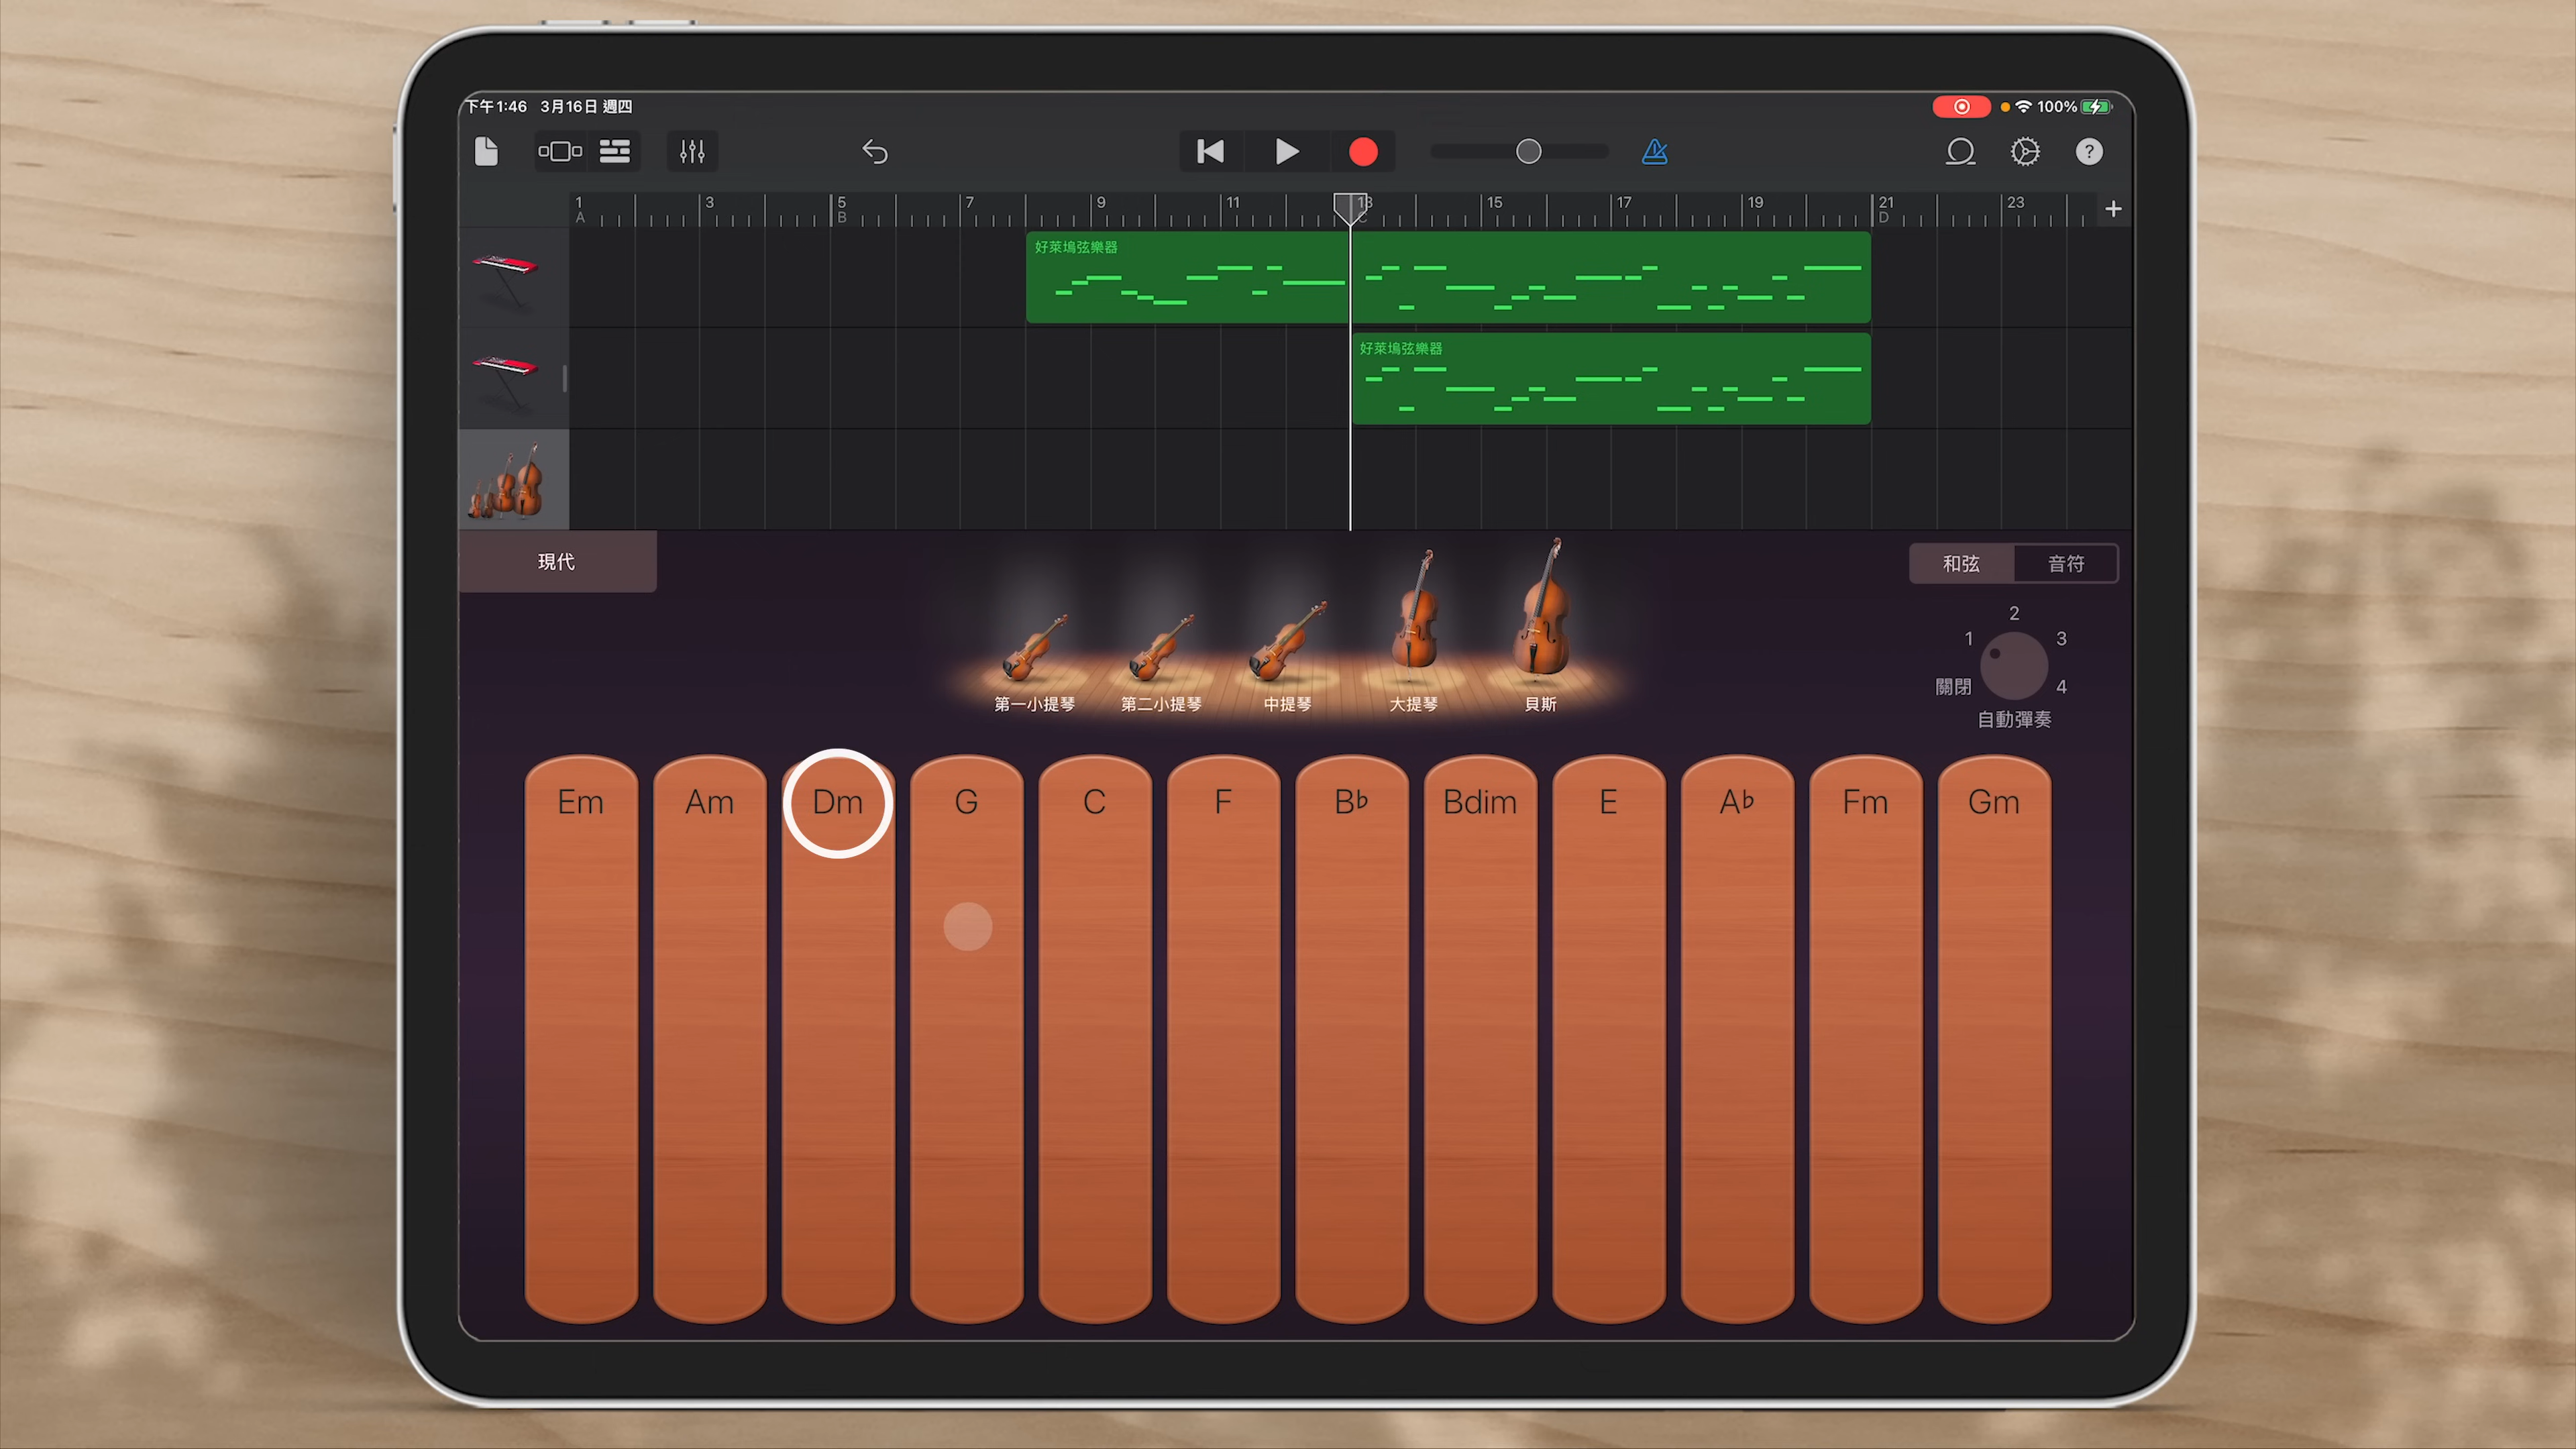 下午1:46 3月16日 週四
100%
?
1 3 5 7 9 11 13 15 17 19 21 23 +
A B C D
好萊塢弦樂器
好萊塢弦樂器
現代
和弦 音符
2
1 3
關閉 4
自動彈奏
第一小提琴 第二小提琴 中提琴 大提琴 貝斯
Em Am Dm G C F B♭ Bdim E A♭ Fm Gm